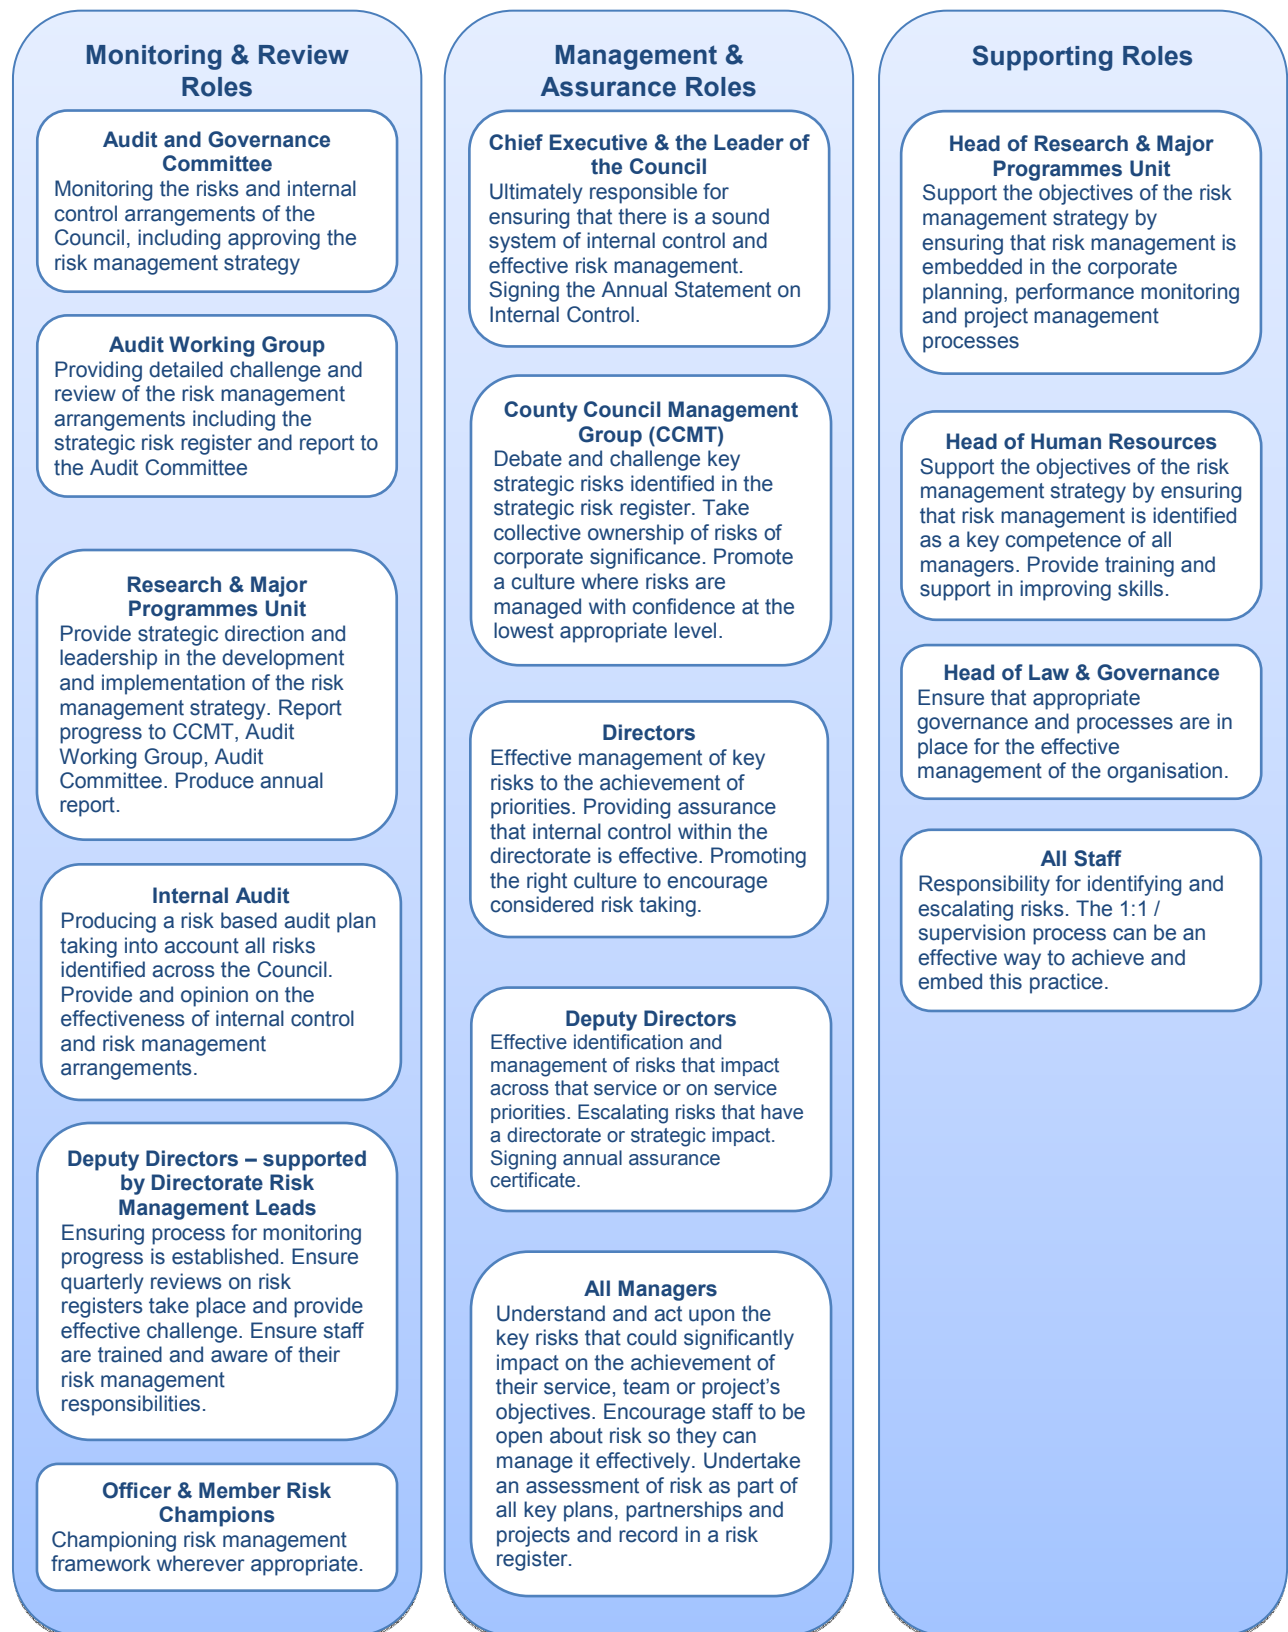 Monitoring & Review
Roles
Audit and Governance
Committee
Monitoring the risks and internal
control arrangements of the
Council, including approving the
risk management strategy
Audit Working Group
Providing detailed challenge and
review of the risk management
arrangements including the
strategic risk register and report to
the Audit Committee
Research & Major
Programmes Unit
Provide strategic direction and
leadership in the development
and implementation of the risk
management strategy. Report
progress to CCMT, Audit
Working Group, Audit
Committee. Produce annual
report.
Internal Audit
Producing a risk based audit plan
taking into account all risks
identified across the Council.
Provide and opinion on the
effectiveness of internal control
and risk management
arrangements.
Deputy Directors – supported
by Directorate Risk
Management Leads
Ensuring process for monitoring
progress is established. Ensure
quarterly reviews on risk
registers take place and provide
effective challenge. Ensure staff
are trained and aware of their
risk management
responsibilities.
Officer & Member Risk
Champions
Championing risk management
framework wherever appropriate.
Management &
Assurance Roles
Chief Executive & the Leader of
the Council
Ultimately responsible for
ensuring that there is a sound
system of internal control and
effective risk management.
Signing the Annual Statement on
Internal Control.
County Council Management
Group (CCMT)
Debate and challenge key
strategic risks identified in the
strategic risk register. Take
collective ownership of risks of
corporate significance. Promote
a culture where risks are
managed with confidence at the
lowest appropriate level.
Directors
Effective management of key
risks to the achievement of
priorities. Providing assurance
that internal control within the
directorate is effective. Promoting
the right culture to encourage
considered risk taking.
Deputy Directors
Effective identification and
management of risks that impact
across that service or on service
priorities. Escalating risks that have
a directorate or strategic impact.
Signing annual assurance
certificate.
All Managers
Understand and act upon the
key risks that could significantly
impact on the achievement of
their service, team or project’s
objectives. Encourage staff to be
open about risk so they can
manage it effectively. Undertake
an assessment of risk as part of
all key plans, partnerships and
projects and record in a risk
register.
Supporting Roles
Head of Research & Major
Programmes Unit
Support the objectives of the risk
management strategy by
ensuring that risk management is
embedded in the corporate
planning, performance monitoring
and project management
processes
Head of Human Resources
Support the objectives of the risk
management strategy by ensuring
that risk management is identified
as a key competence of all
managers. Provide training and
support in improving skills.
Head of Law & Governance
Ensure that appropriate
governance and processes are in
place for the effective
management of the organisation.
All Staff
Responsibility for identifying and
escalating risks. The 1:1 /
supervision process can be an
effective way to achieve and
embed this practice.